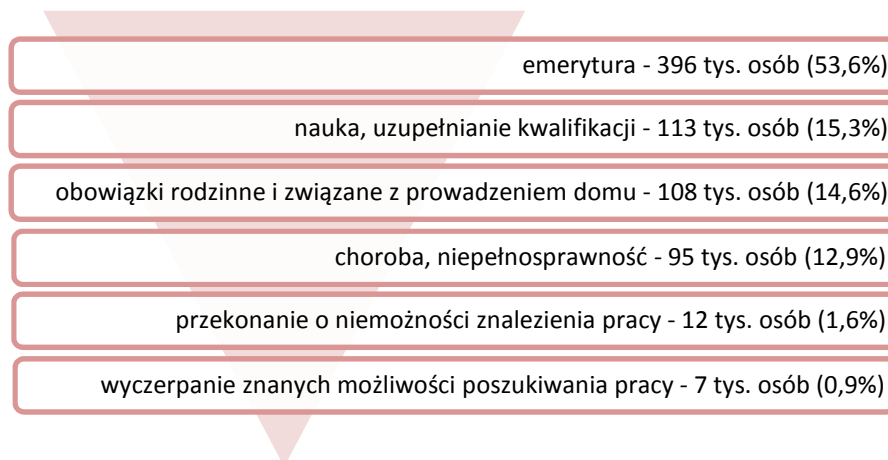 emerytura - 396 tys. osób (53,6%)
nauka, uzupełnianie kwalifikacji - 113 tys. osób (15,3%)
obowiązki rodzinne i związane z prowadzeniem domu - 108 tys. osób (14,6%)
choroba, niepełnosprawność - 95 tys. osób (12,9%)
przekonanie o niemożności znalezienia pracy - 12 tys. osób (1,6%)
wyczerpanie znanych możliwości poszukiwania pracy - 7 tys. osób (0,9%)